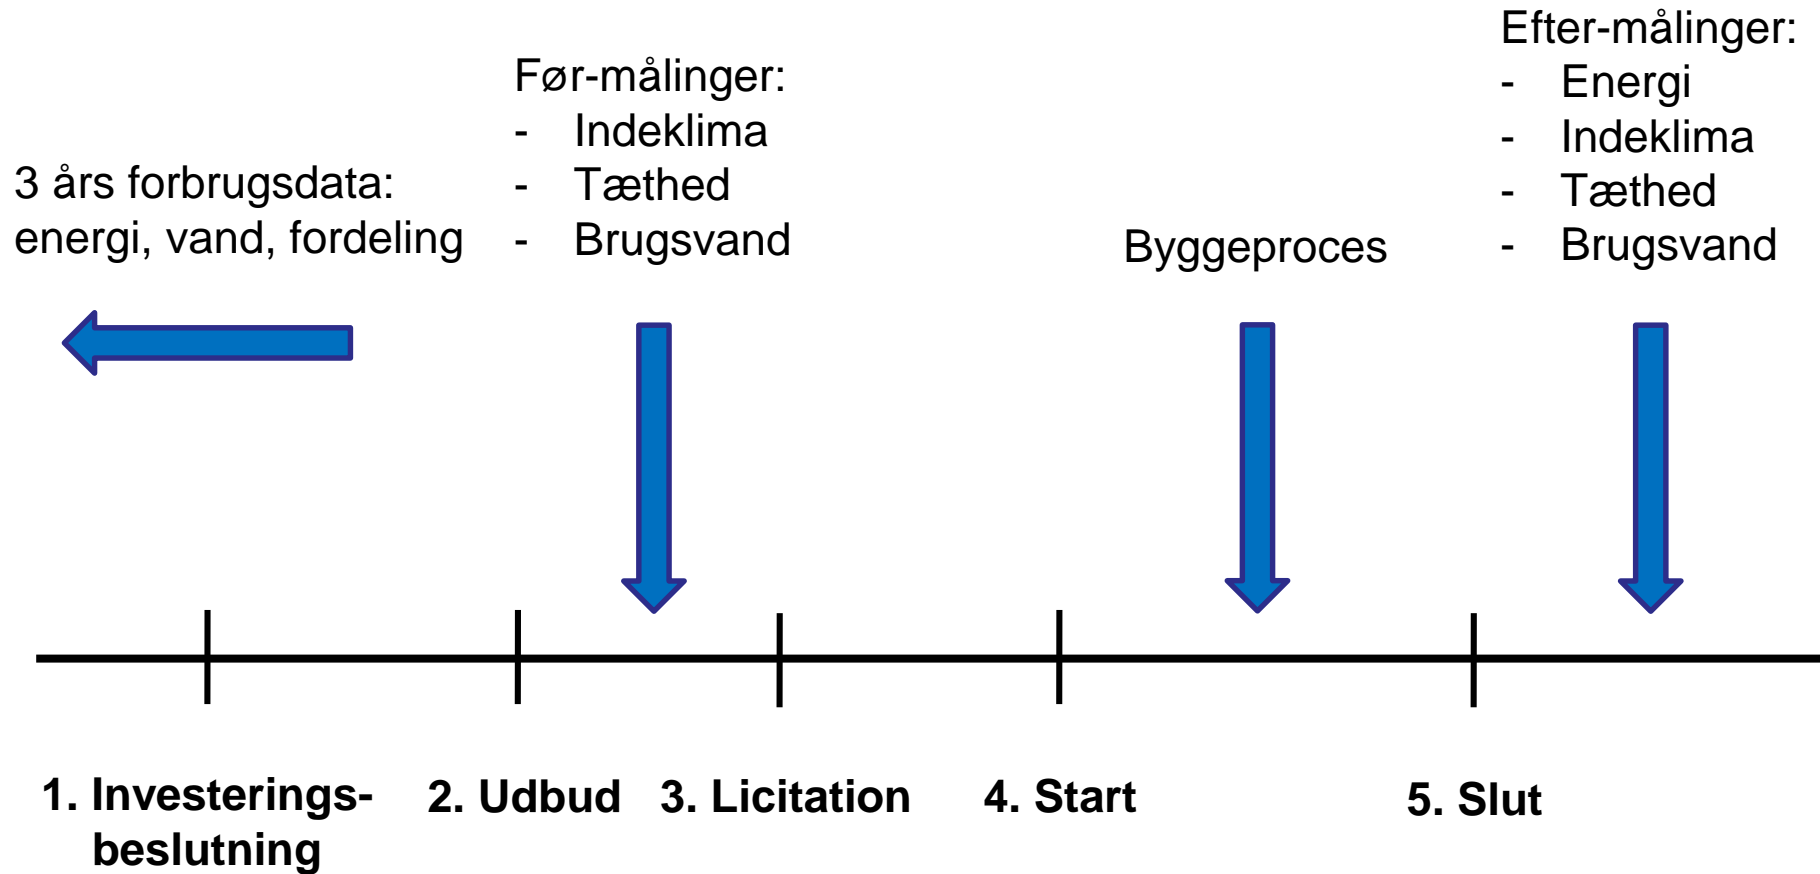 3 års forbrugsdata:
energi, vand, fordeling
Før-målinger:
- Indeklima
- Tæthed
- Brugsvand
Byggeproces
Efter-målinger:
- Energi
- Indeklima
- Tæthed
- Brugsvand
1. Investerings-
beslutning
2. Udbud
3. Licitation
4. Start
5. Slut